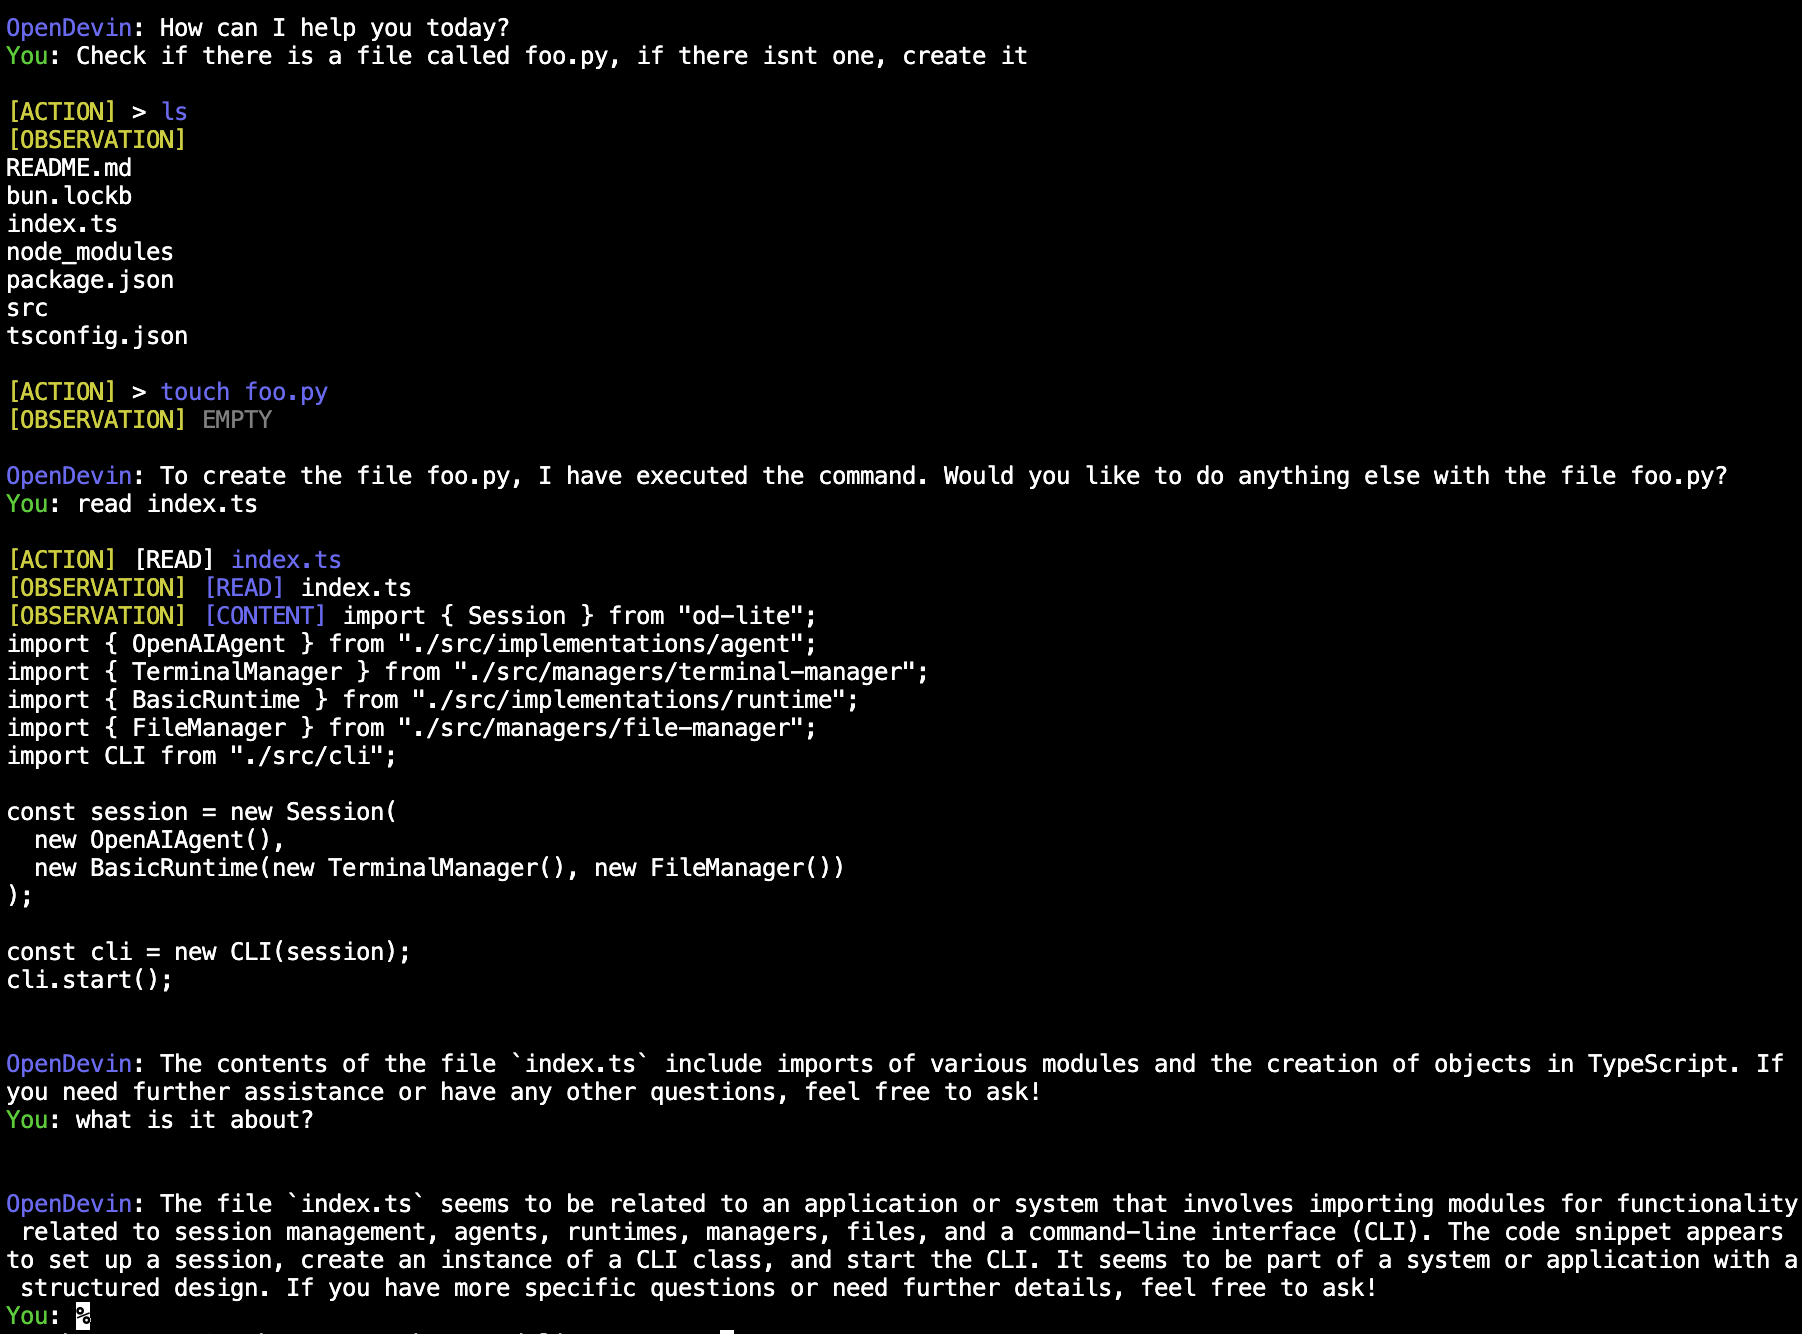 OpenDevin: How can I help you today?
You: Check if there is a file called foo.py, if there isnt one, create it
[ACTION] > ls
[OBSERVATION]
README.md
bun.lockb
index.ts
node_modules
package.json
src
tsconfig.json
[ACTION] > touch foo.py
[OBSERVATION] EMPTY
OpenDevin: To create the file foo.py, I have executed the command. Would you like to do anything else with the file foo.py?
You: read index.ts
[ACTION] [READ] index.ts
[OBSERVATION] [READ] index.ts
[OBSERVATION] [CONTENT] import { Session } from "od-lite";
import { OpenAIAgent } from "./src/implementations/agent";
import { TerminalManager } from "./src/managers/terminal-manager";
import { BasicRuntime } from "./src/implementations/runtime";
import { FileManager } from "./src/managers/file-manager";
import CLI from "./src/cli";
const session = new Session(
  new OpenAIAgent(),
  new BasicRuntime(new TerminalManager(), new FileManager())
);
const cli = new CLI(session);
cli.start();
OpenDevin: The contents of the file `index.ts` include imports of various modules and the creation of objects in TypeScript. If
you need further assistance or have any other questions, feel free to ask!
You: what is it about?
OpenDevin: The file `index.ts` seems to be related to an application or system that involves importing modules for functionality
 related to session management, agents, runtimes, managers, files, and a command-line interface (CLI). The code snippet appears
to set up a session, create an instance of a CLI class, and start the CLI. It seems to be part of a system or application with a
 structured design. If you have more specific questions or need further details, feel free to ask!
You: %